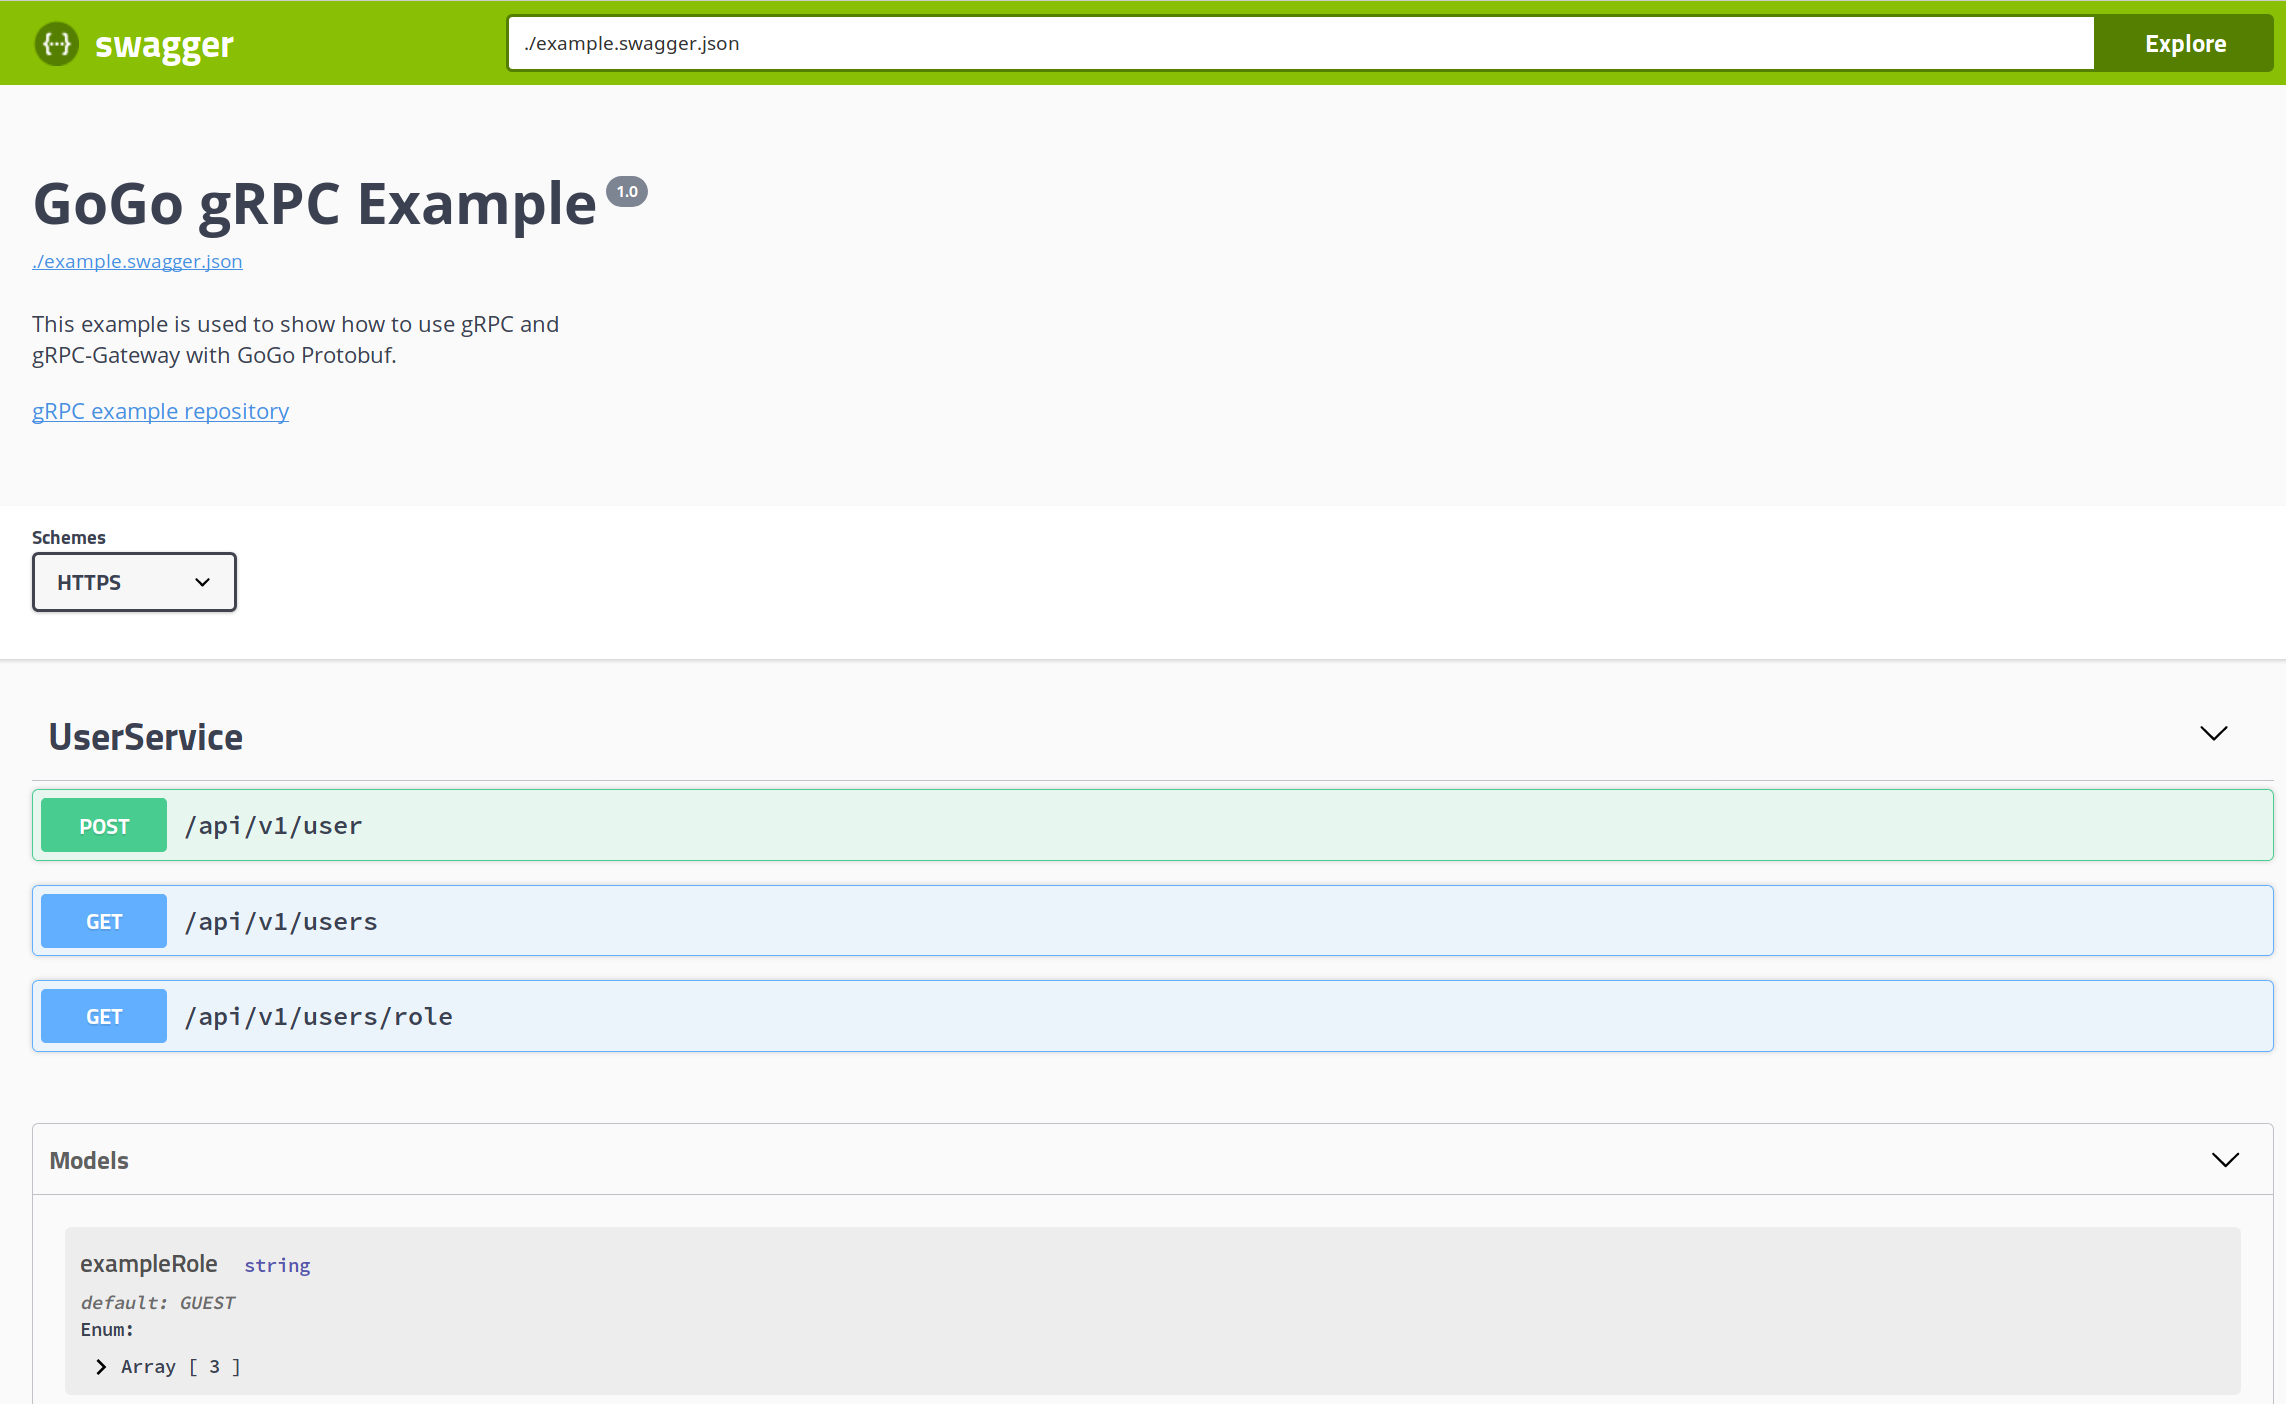 {···} swagger
./example.swagger.json
Explore
GoGo gRPC Example 1.0
./example.swagger.json
This example is used to show how to use gRPC and
gRPC-Gateway with GoGo Protobuf.
gRPC example repository
Schemes
HTTPS
UserService
POST /api/v1/user
GET /api/v1/users
GET /api/v1/users/role
Models
exampleRole string
default: GUEST
Enum:
Array [ 3 ]